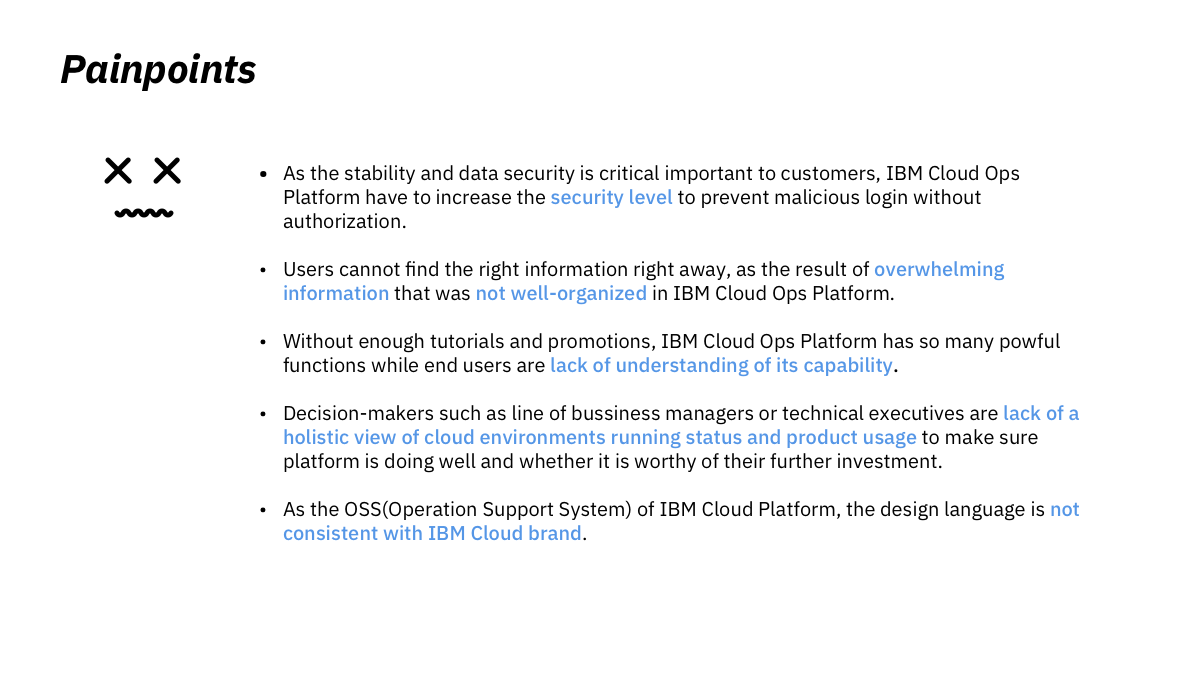 Painpoints
• As the stability and data security is critical important to customers, IBM Cloud Ops
Platform have to increase the security level to prevent malicious login without
authorization.
• Users cannot find the right information right away, as the result of overwhelming
information that was not well-organized in IBM Cloud Ops Platform.
• Without enough tutorials and promotions, IBM Cloud Ops Platform has so many powful
functions while end users are lack of understanding of its capability.
• Decision-makers such as line of bussiness managers or technical executives are lack of a
holistic view of cloud environments running status and product usage to make sure
platform is doing well and whether it is worthy of their further investment.
• As the OSS(Operation Support System) of IBM Cloud Platform, the design language is not
consistent with IBM Cloud brand.